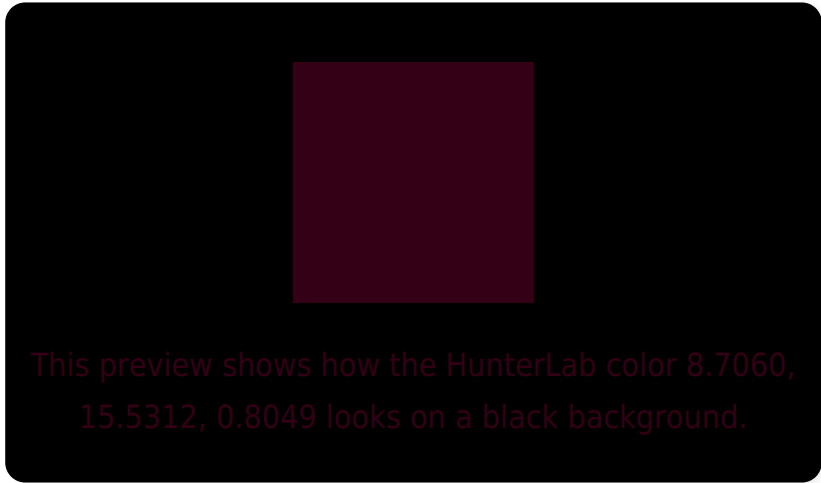 This preview shows how the HunterLab color 8.7060,
15.5312, 0.8049 looks on a black background.